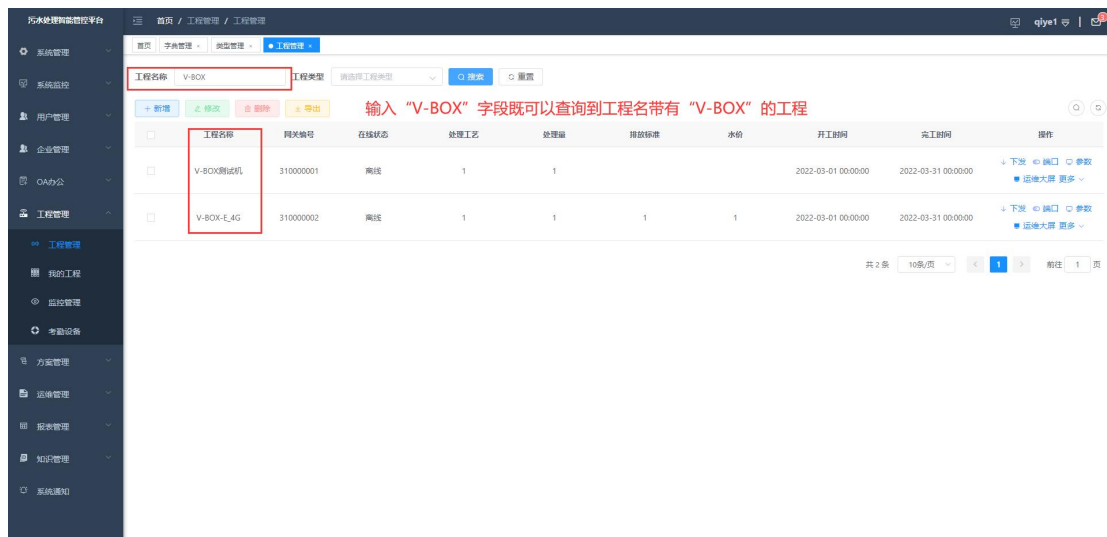 污水处理智能管控平台
首页 / 工程管理 / 工程管理
qiye1
系统管理
系统监控
用户管理
企业管理
OA办公
工程管理
工程管理
我的工程
监控管理
考勤设备
方案管理
运维管理
报表管理
知识管理
系统通知
首页 字典管理 × 类型管理 × 工程管理 ×
工程名称 V-BOX 工程类型 请选择工程类型 搜索 重置
+ 新增 修改 删除 导出 输入“V-BOX”字段既可以查询到工程名带有“V-BOX”的工程
工程名称 网关编号 在线状态 处理工艺 处理量 排放标准 水价 开工时间 完工时间 操作
V-BOX测试机 310000001 离线 1 1 2022-03-01 00:00:00 2022-03-31 00:00:00 下发 端口 参数
运维大屏 更多
V-BOX-E_4G 310000002 离线 1 1 1 1 2022-03-01 00:00:00 2022-03-31 00:00:00 下发 端口 参数
运维大屏 更多
共 2 条 10条/页 1 前往 1 页